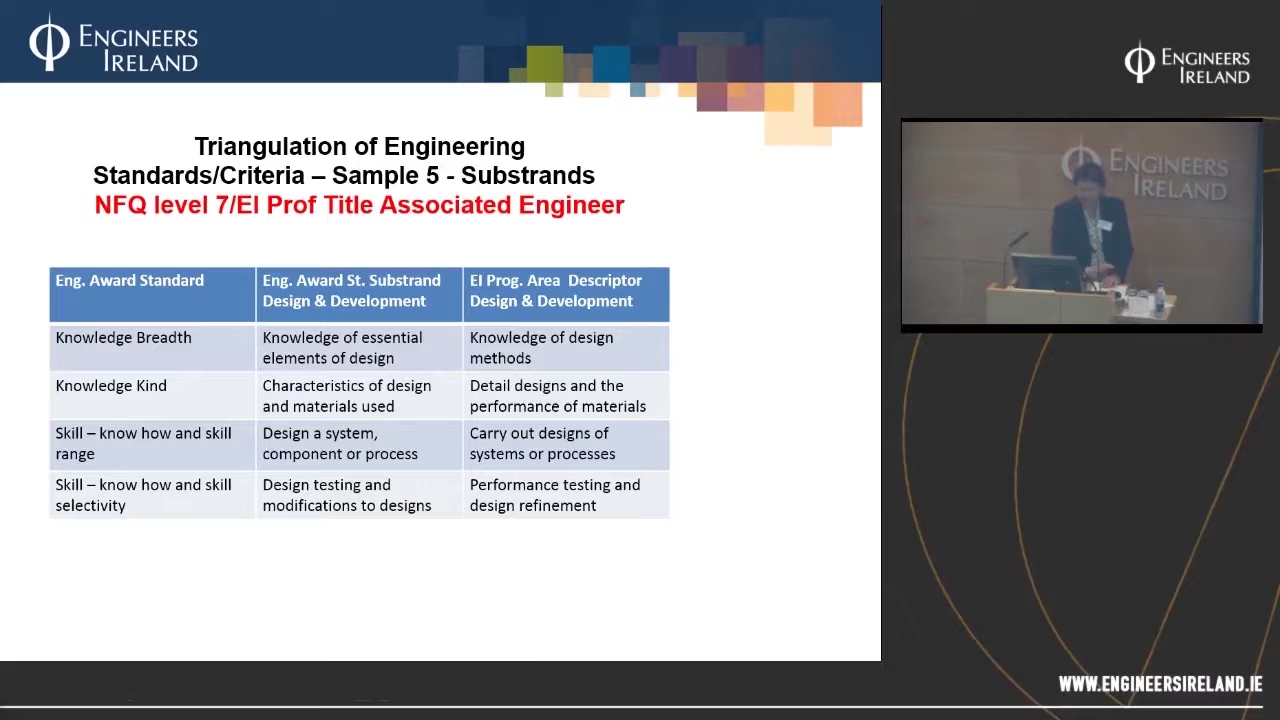 ENGINEERS
IRELAND
Triangulation of Engineering
Standards/Criteria – Sample 5 - Substrands
NFQ level 7/EI Prof Title Associated Engineer
Eng. Award Standard
Eng. Award St. Substrand
Design & Development
EI Prog. Area Descriptor
Design & Development
Knowledge Breadth
Knowledge of essential
elements of design
Knowledge of design
methods
Knowledge Kind
Characteristics of design
and materials used
Detail designs and the
performance of materials
Skill – know how and skill
range
Design a system,
component or process
Carry out designs of
systems or processes
Skill – know how and skill
selectivity
Design testing and
modifications to designs
Performance testing and
design refinement
ENGINEERS
IRELAND
ENGINEERS
IRELAND
WWW.ENGINEERSIRELAND.IE